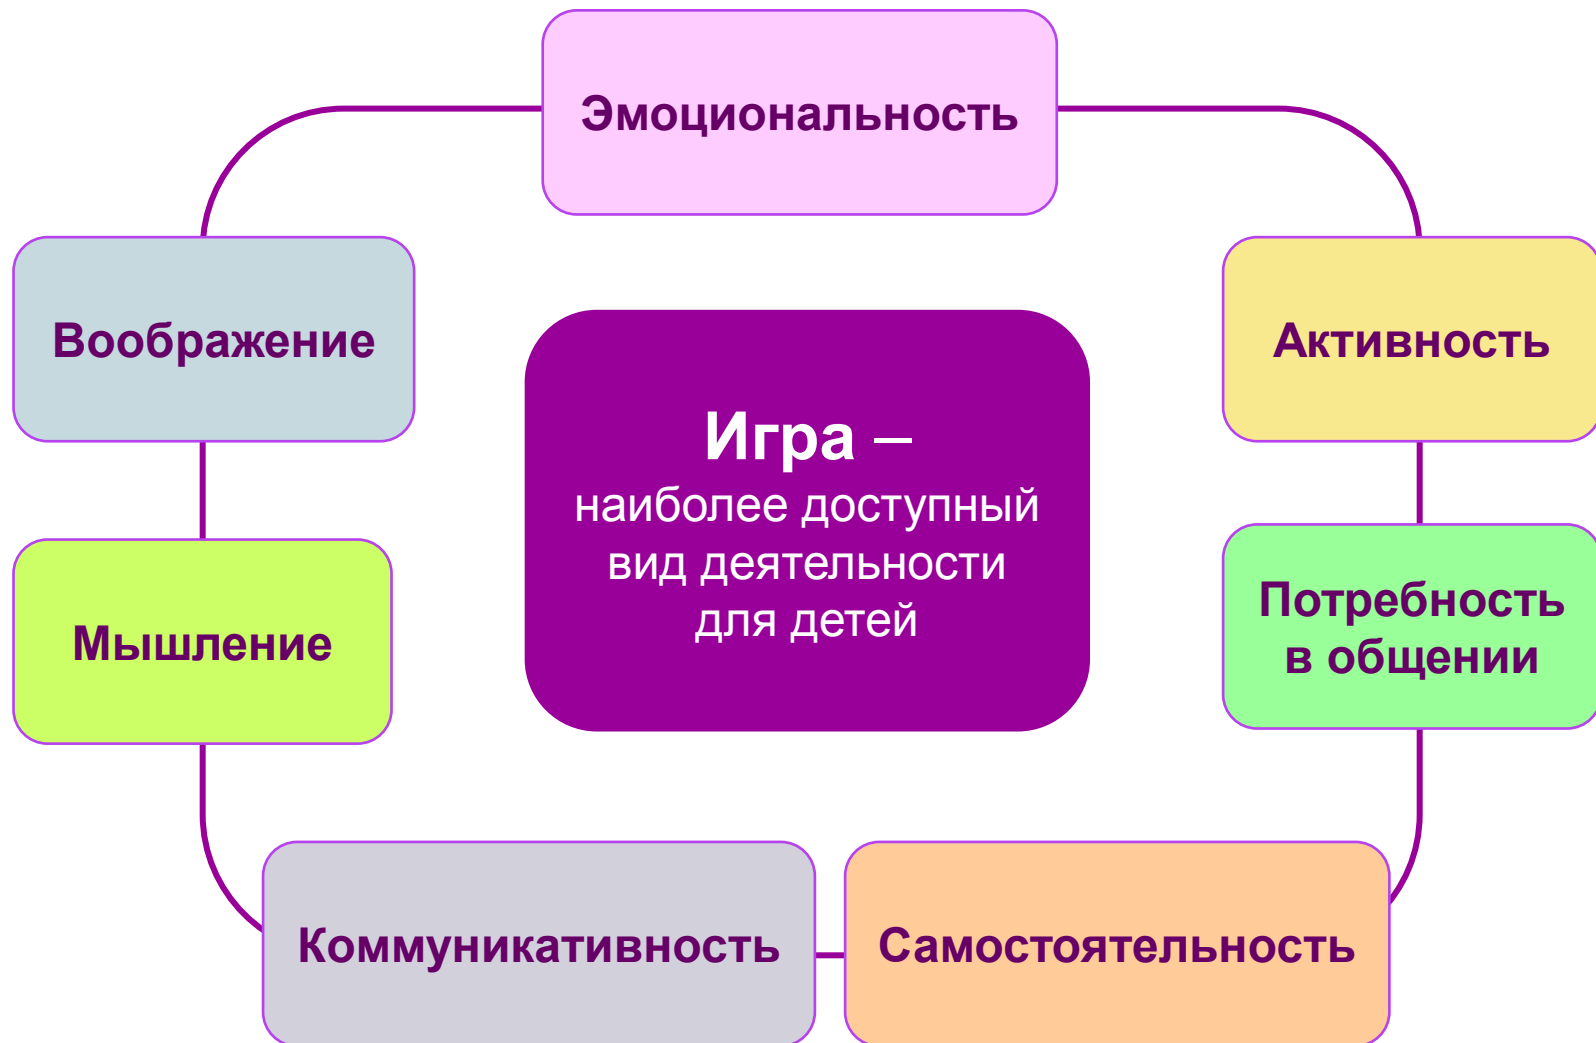 Эмоциональность
Воображение
Активность
Игра –
наиболее доступный
вид деятельности
для детей
Мышление
Потребность
в общении
Коммуникативность
Самостоятельность